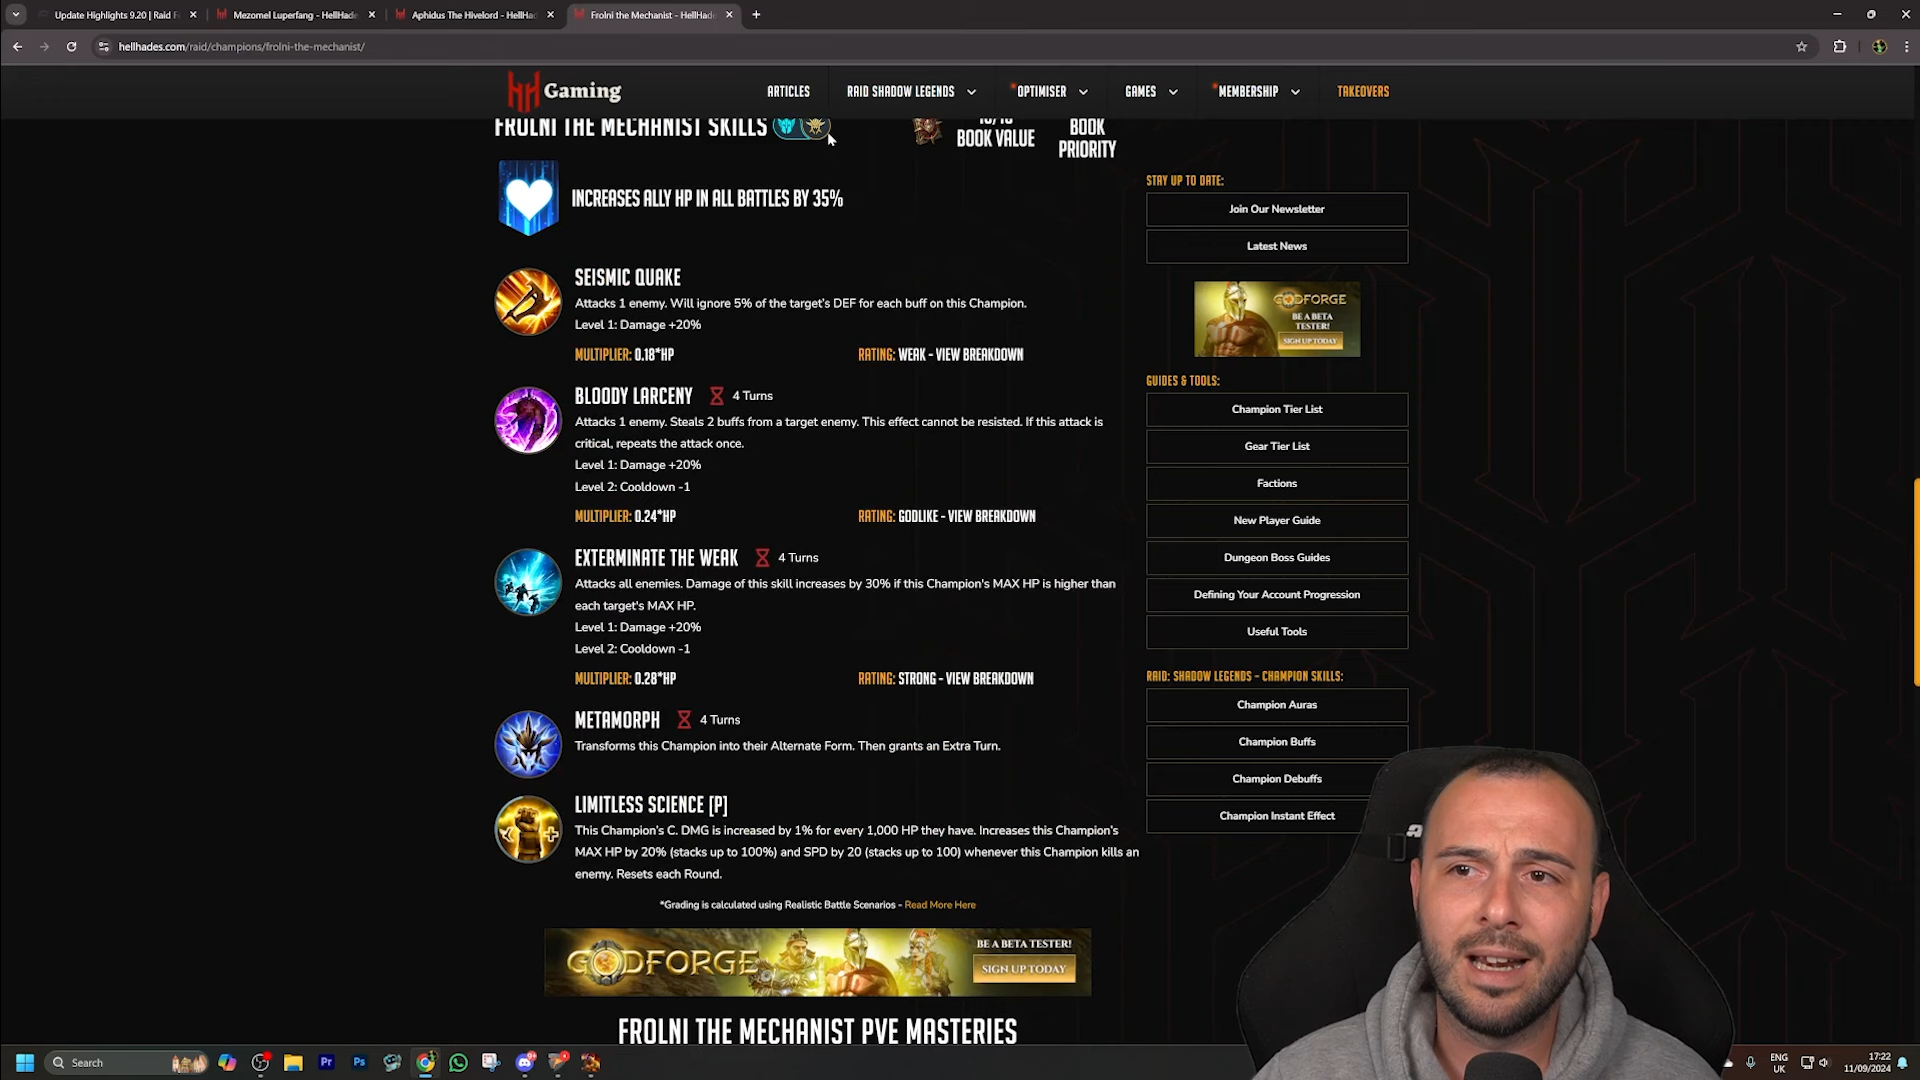 Update Highlights 9.20 | Raid F
Mezomel Luperfang - HellHade
Aphidus The Hivelord - HellHad
Frolni the Mechanist - HellHad
hellhades.com/raid/champions/frolni-the-mechanist/
Gaming
ARTICLES
RAID SHADOW LEGENDS
OPTIMISER
GAMES
MEMBERSHIP
TAKEOVERS
FROLNI THE MECHANIST SKILLS
BOOK VALUE
BOOK
PRIORITY
INCREASES ALLY HP IN ALL BATTLES BY 35%
SEISMIC QUAKE
Attacks 1 enemy. Will ignore 5% of the target's DEF for each buff on this Champion.
Level 1: Damage +20%
MULTIPLIER: 0.18*HP
RATING: WEAK - VIEW BREAKDOWN
BLOODY LARCENY 4 Turns
Attacks 1 enemy. Steals 2 buffs from a target enemy. This effect cannot be resisted. If this attack is
critical, repeats the attack once.
Level 1: Damage +20%
Level 2: Cooldown -1
MULTIPLIER: 0.24*HP
RATING: GODLIKE - VIEW BREAKDOWN
EXTERMINATE THE WEAK 4 Turns
Attacks all enemies. Damage of this skill increases by 30% if this Champion's MAX HP is higher than
each target's MAX HP.
Level 1: Damage +20%
Level 2: Cooldown -1
MULTIPLIER: 0.28*HP
RATING: STRONG - VIEW BREAKDOWN
METAMORPH 4 Turns
Transforms this Champion into their Alternate Form. Then grants an Extra Turn.
LIMITLESS SCIENCE [P]
This Champion's C. DMG is increased by 1% for every 1,000 HP they have. Increases this Champion's
MAX HP by 20% (stacks up to 100%) and SPD by 20 (stacks up to 100) whenever this Champion kills an
enemy. Resets each Round.
*Grading is calculated using Realistic Battle Scenarios - Read More Here
GODFORGE
BE A BETA TESTER!
SIGN UP TODAY
FROLNI THE MECHANIST PVE MASTERIES
STAY UP TO DATE:
Join Our Newsletter
Latest News
GODFORGE
BE A BETA
TESTER!
SIGN UP TODAY
GUIDES & TOOLS:
Champion Tier List
Gear Tier List
Factions
New Player Guide
Dungeon Boss Guides
Defining Your Account Progression
Useful Tools
RAID: SHADOW LEGENDS - CHAMPION SKILLS:
Champion Auras
Champion Buffs
Champion Debuffs
Champion Instant Effect
Search
Pr
Ps
ENG
UK
17:22
11/09/2024